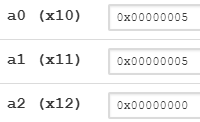 a0 (x10) 0x00000005
a1 (x11) 0x00000005
a2 (x12) 0x00000000